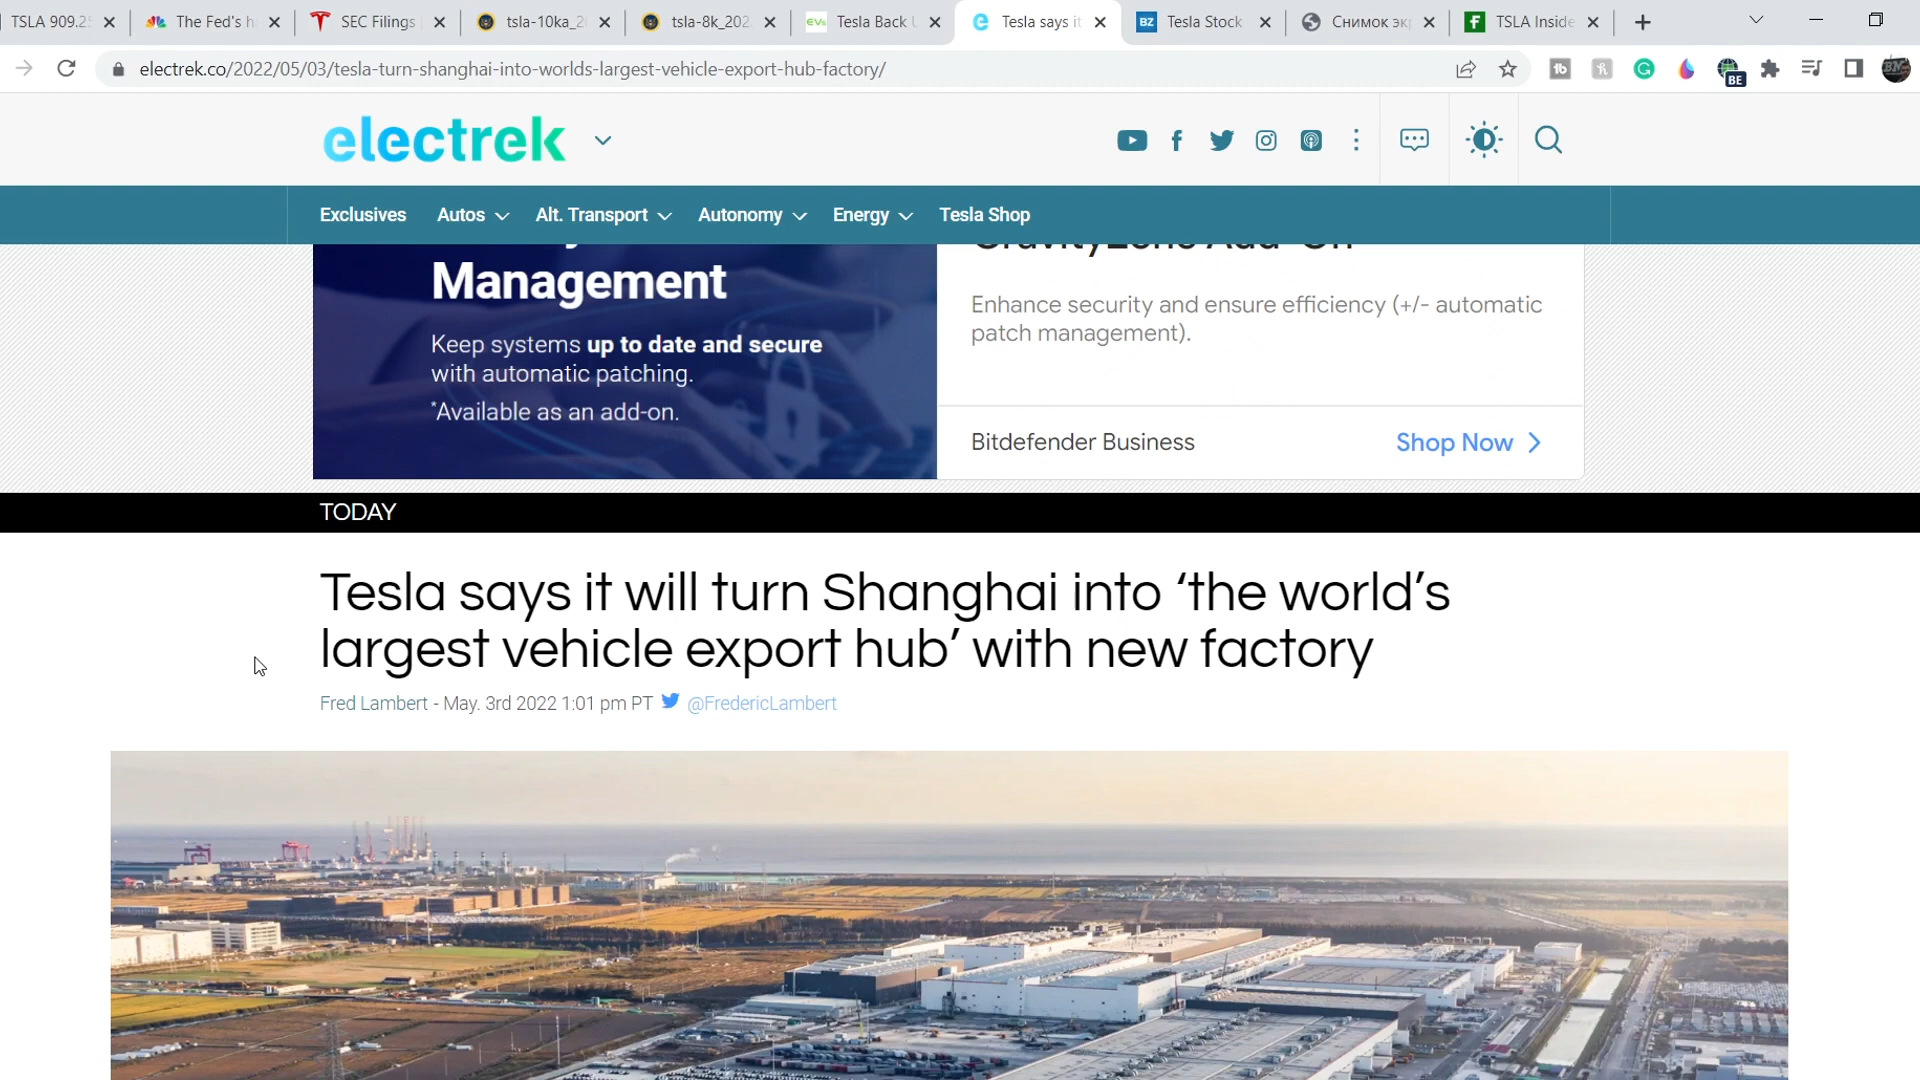 TSLA 909.2
The Fed's h
SEC Filings
tsla-10ka_2
tsla-8k_202
Tesla Back U
Tesla says it
Tesla Stock
Снимок эк
TSLA Inside
electrek.co/2022/05/03/tesla-turn-shanghai-into-worlds-largest-vehicle-export-hub-factory/
BE
electrek
Exclusives Autos Alt. Transport Autonomy Energy Tesla Shop
Management
Keep systems up to date and secure
with automatic patching.
*Available as an add-on.
GravityZone Add-On
Enhance security and ensure efficiency (+/- automatic
patch management).
Bitdefender Business
Shop Now
TODAY
Tesla says it will turn Shanghai into ‘the world’s
largest vehicle export hub’ with new factory
Fred Lambert - May. 3rd 2022 1:01 pm PT @FredericLambert